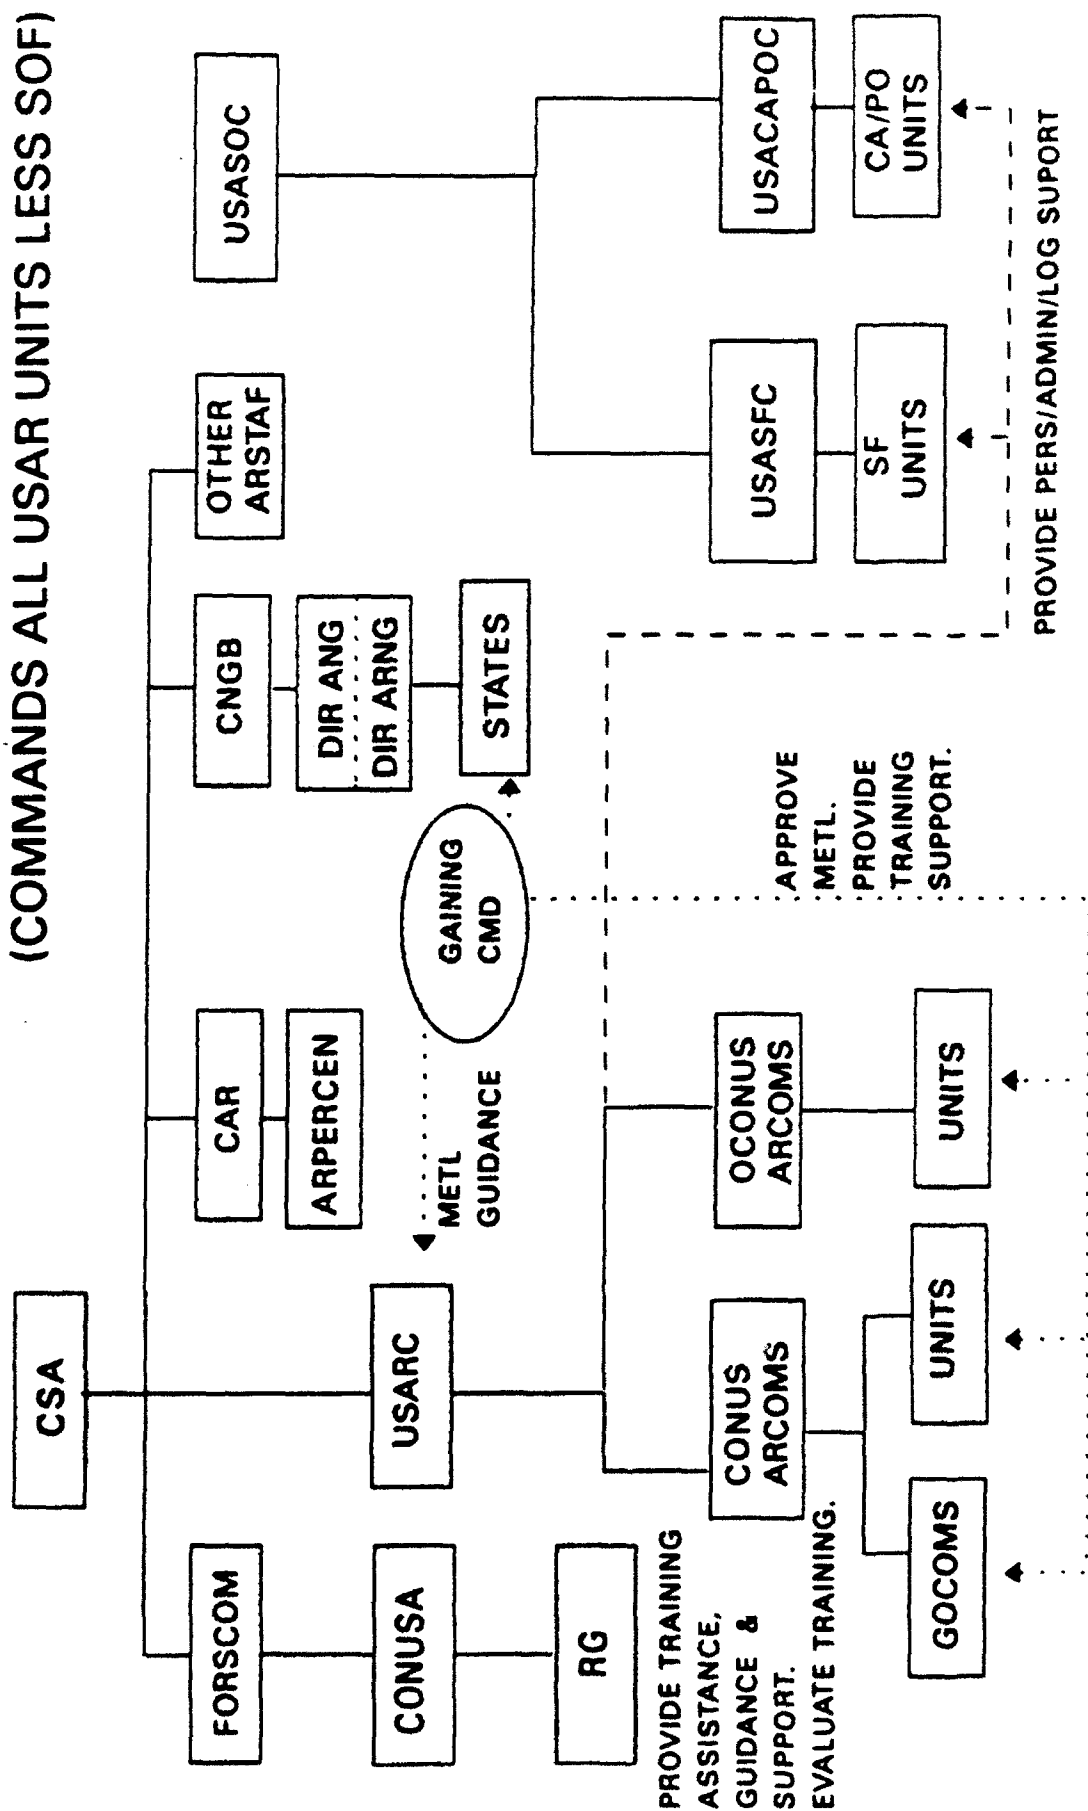 (COMMANDS ALL USAR UNITS LESS SOF)
CSA
FORSCOM
CAR
CNGB
OTHER
ARSTAF
USASOC
ARPERCEN
DIR ANG
DIR ARNG
CONUSA
USARC
METL
GUIDANCE
GAINING
CMD
STATES
RG
PROVIDE TRAINING
ASSISTANCE,
GUIDANCE &
SUPPORT.
EVALUATE TRAINING.
CONUS
ARCOMS
OCONUS
ARCOMS
APPROVE
METL.
PROVIDE
TRAINING
SUPPORT.
USASFC
USACAPOC
SF
UNITS
CA/PO
UNITS
GOCOMS
UNITS
UNITS
PROVIDE PERS/ADMIN/LOG SUPORT